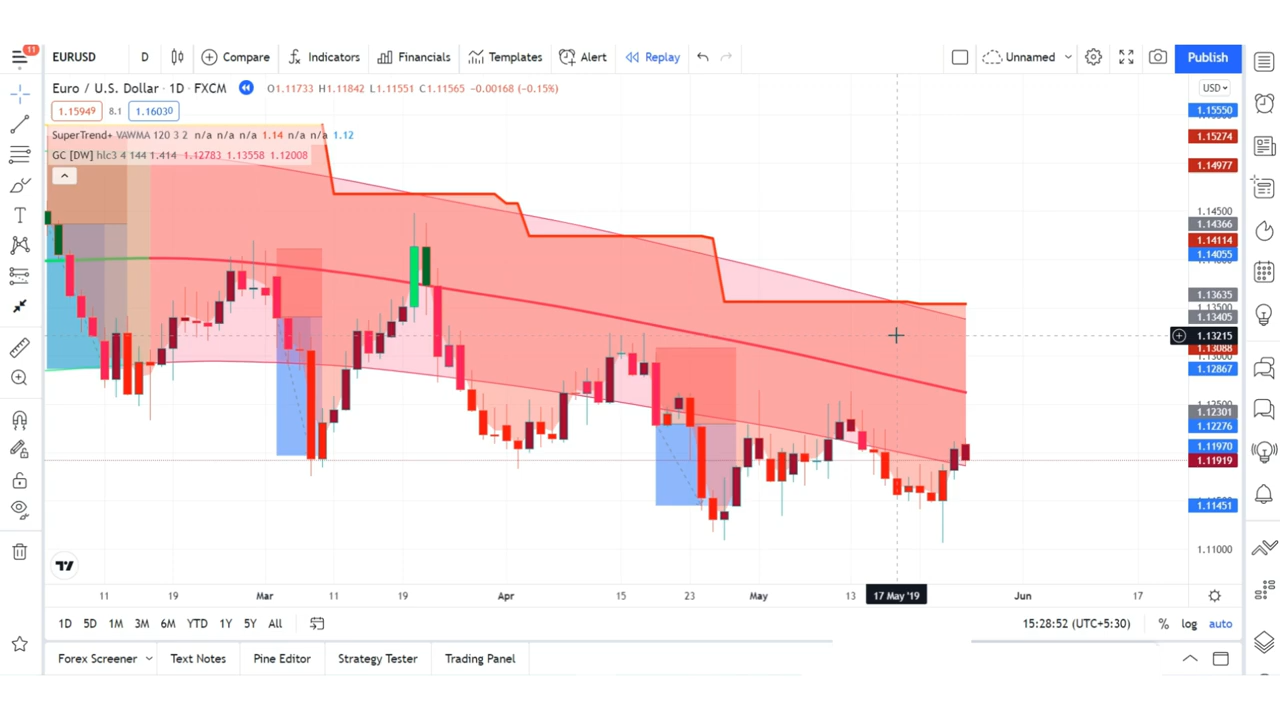 11
EURUSD D Compare Indicators Financials Templates Alert Replay Unnamed Publish
Euro / U.S. Dollar · 1D · FXCM O1.11733 H1.11842 L1.11551 C1.11565 -0.00168 (-0.15%)
USD
1.15949 8.1 1.16030
1.15550
SuperTrend+ VAWMA 120 3 2 n/a n/a n/a 1.14 n/a n/a 1.12
1.15274
GC [DW] hlc3 4 144 1.414 1.12783 1.13558 1.12008
1.14977
1.14500
1.14366
1.14114
1.14055
1.13635
1.13500
1.13405
1.13215
1.13088
1.13000
1.12867
1.12301
1.12276
1.11970
1.11919
1.11451
1.11000
11 19 Mar 11 19 Apr 15 23 May 13 17 May '19 Jun 17
1D 5D 1M 3M 6M YTD 1Y 5Y All 15:28:52 (UTC+5:30) % log auto
Forex Screener Text Notes Pine Editor Strategy Tester Trading Panel